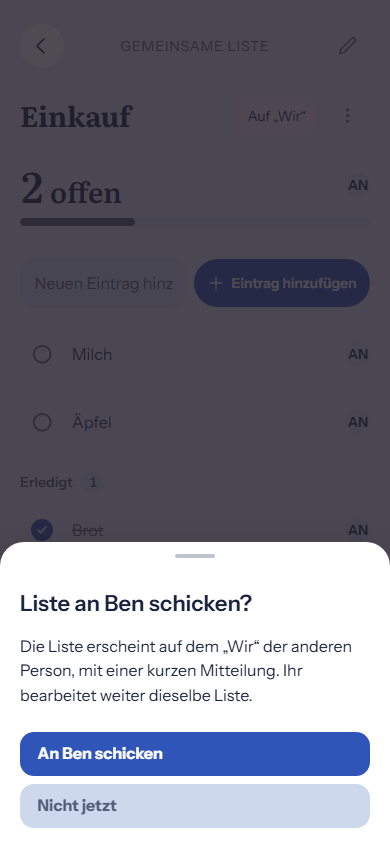 GEMEINSAME LISTE
Einkauf
Auf „Wir“
2 offen
AN
Neuen Eintrag hinz
Eintrag hinzufügen
Milch
AN
Äpfel
AN
Erledigt 1
Brot
AN
Liste an Ben schicken?
Die Liste erscheint auf dem „Wir“ der anderen
Person, mit einer kurzen Mitteilung. Ihr
bearbeitet weiter dieselbe Liste.
An Ben schicken
Nicht jetzt